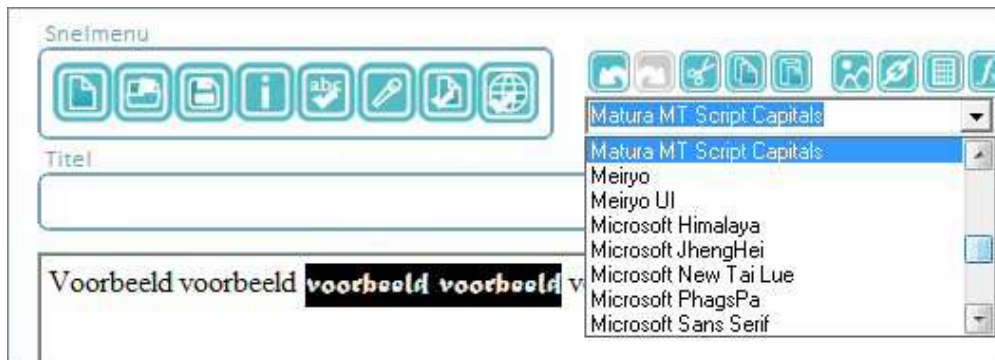 Snelmenu
abc
Matura MT Script Capitals
Titel
Matura MT Script Capitals
Meiryo
Meiryo UI
Microsoft Himalaya
Microsoft JhengHei
Microsoft New Tai Lue
Microsoft PhagsPa
Microsoft Sans Serif
Voorbeeld voorbeeld voorbeeld voorbeeld